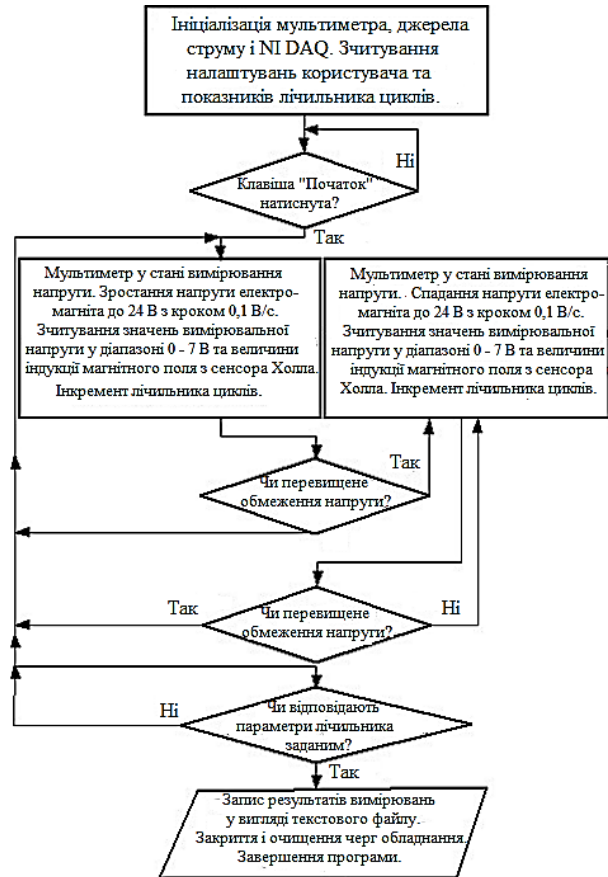 Ініціалізація мультиметра, джерела
струму і NI DAQ. Зчитування
налаштувань користувача та
показників лічильника циклів.
Ні
Клавіша "Початок"
натиснута?
Так
Мультиметр у стані вимірювання
напруги. Зростання напруги електро-
магніта до 24 В з кроком 0,1 В/с.
Зчитування значень вимірювальної
напруги у діапазоні 0 - 7 В та величини
індукції магнітного поля з сенсора Холла.
Інкремент лічильника циклів.
Мультиметр у стані вимірювання
напруги. Спадання напруги електро-
магніта до 24 В з кроком 0,1 В/с.
Зчитування значень вимірювальної
напруги у діапазоні 0 - 7 В та величини
індукції магнітного поля з сенсора
Холла. Інкремент лічильника циклів.
Так
Чи перевищене
обмеження напруги?
Так
Чи перевищене
обмеження напруги?
Ні
Ні
Чи відповідають
параметри лічильника
заданим?
Так
Запис результатів вимірювань
у вигляді текстового файлу.
Закриття і очищення черг обладнання.
Завершення програми.